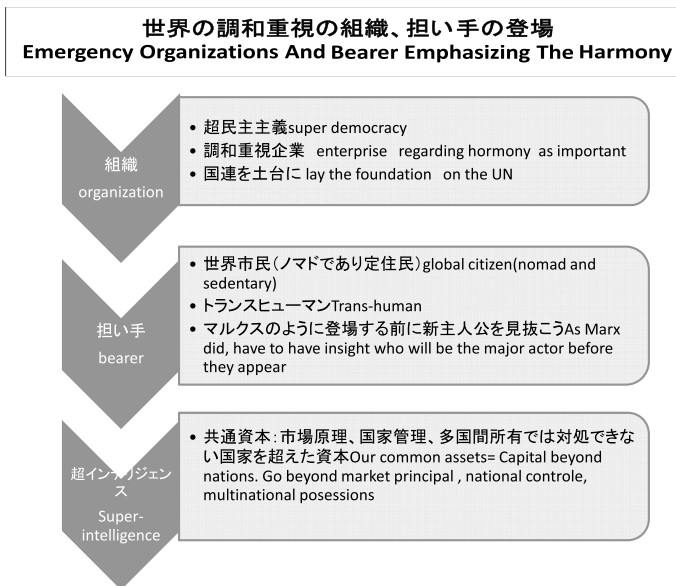 世界の調和重視の組織、担い手の登場
Emergency Organizations And Bearer Emphasizing The Harmony
組織
organization
• 超民主主義super democracy
• 調和重視企業 enterprise regarding hormony as important
• 国連を土台に lay the foundation on the UN
担い手
bearer
• 世界市民（ノマドであり定住民）global citizen(nomad and
sedentary)
• トランスヒューマンTrans-human
• マルクスのように登場する前に新主人公を見抜こうAs Marx
did, have to have insight who will be the major actor before
they appear
超インテリジェン
ス
Super-
intelligence
• 共通資本：市場原理、国家管理、多国間所有では対処できな
い国家を超えた資本Our common assets= Capital beyond
nations. Go beyond market principal , national controle,
multinational posessions